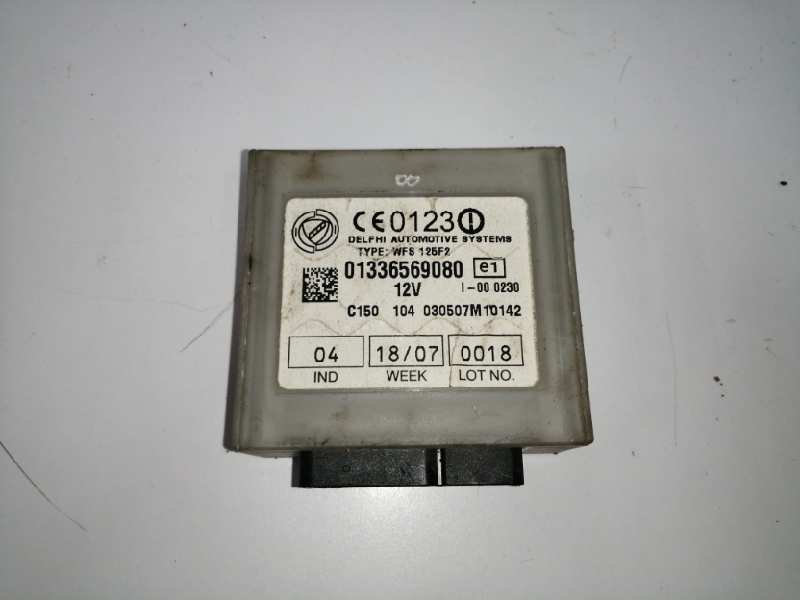 CE0123
DELPHI AUTOMOTIVE SYSTEMS
TYPE: WFS 125F2
01336569080 e1
12V I-00 0230
C150 104 030507M10142
04 18/07 0018
IND WEEK LOT NO.